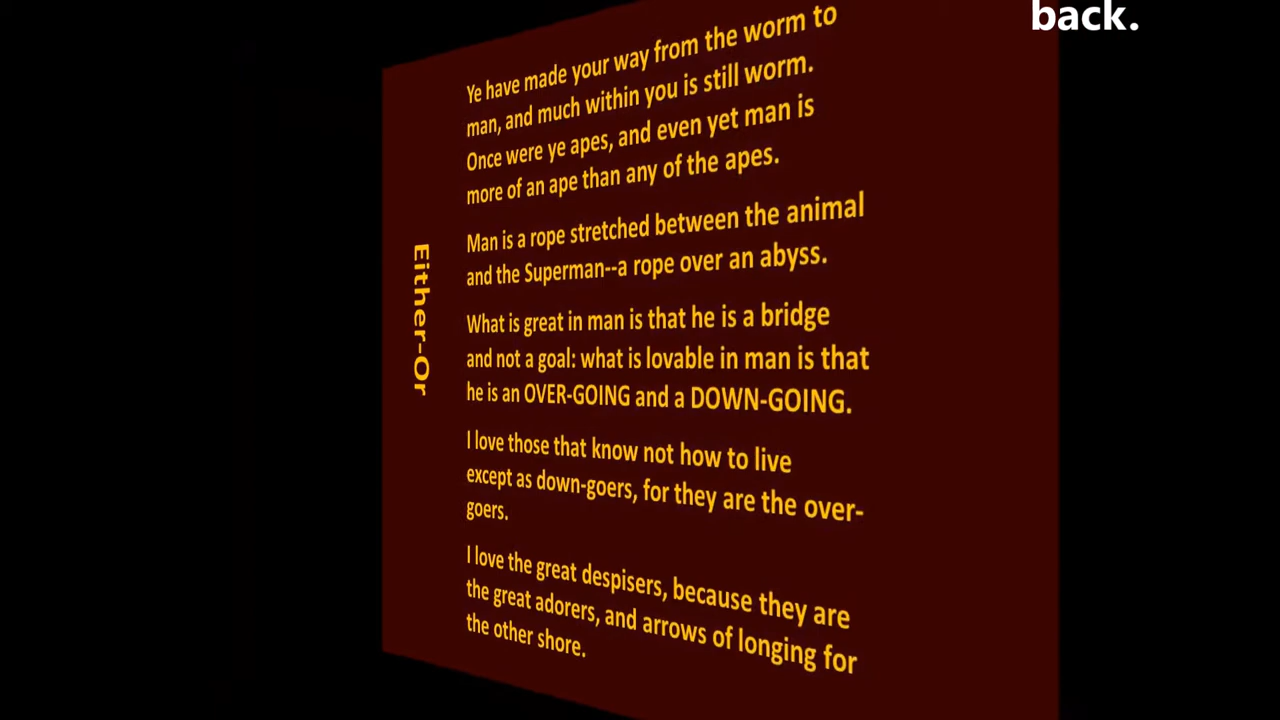 back.
Either-Or
Ye have made your way from the worm to
man, and much within you is still worm.
Once were ye apes, and even yet man is
more of an ape than any of the apes.
Man is a rope stretched between the animal
and the Superman--a rope over an abyss.
What is great in man is that he is a bridge
and not a goal: what is lovable in man is that
he is an OVER-GOING and a DOWN-GOING.
I love those that know not how to live
except as down-goers, for they are the over-
goers.
I love the great despisers, because they are
the great adorers, and arrows of longing for
the other shore.